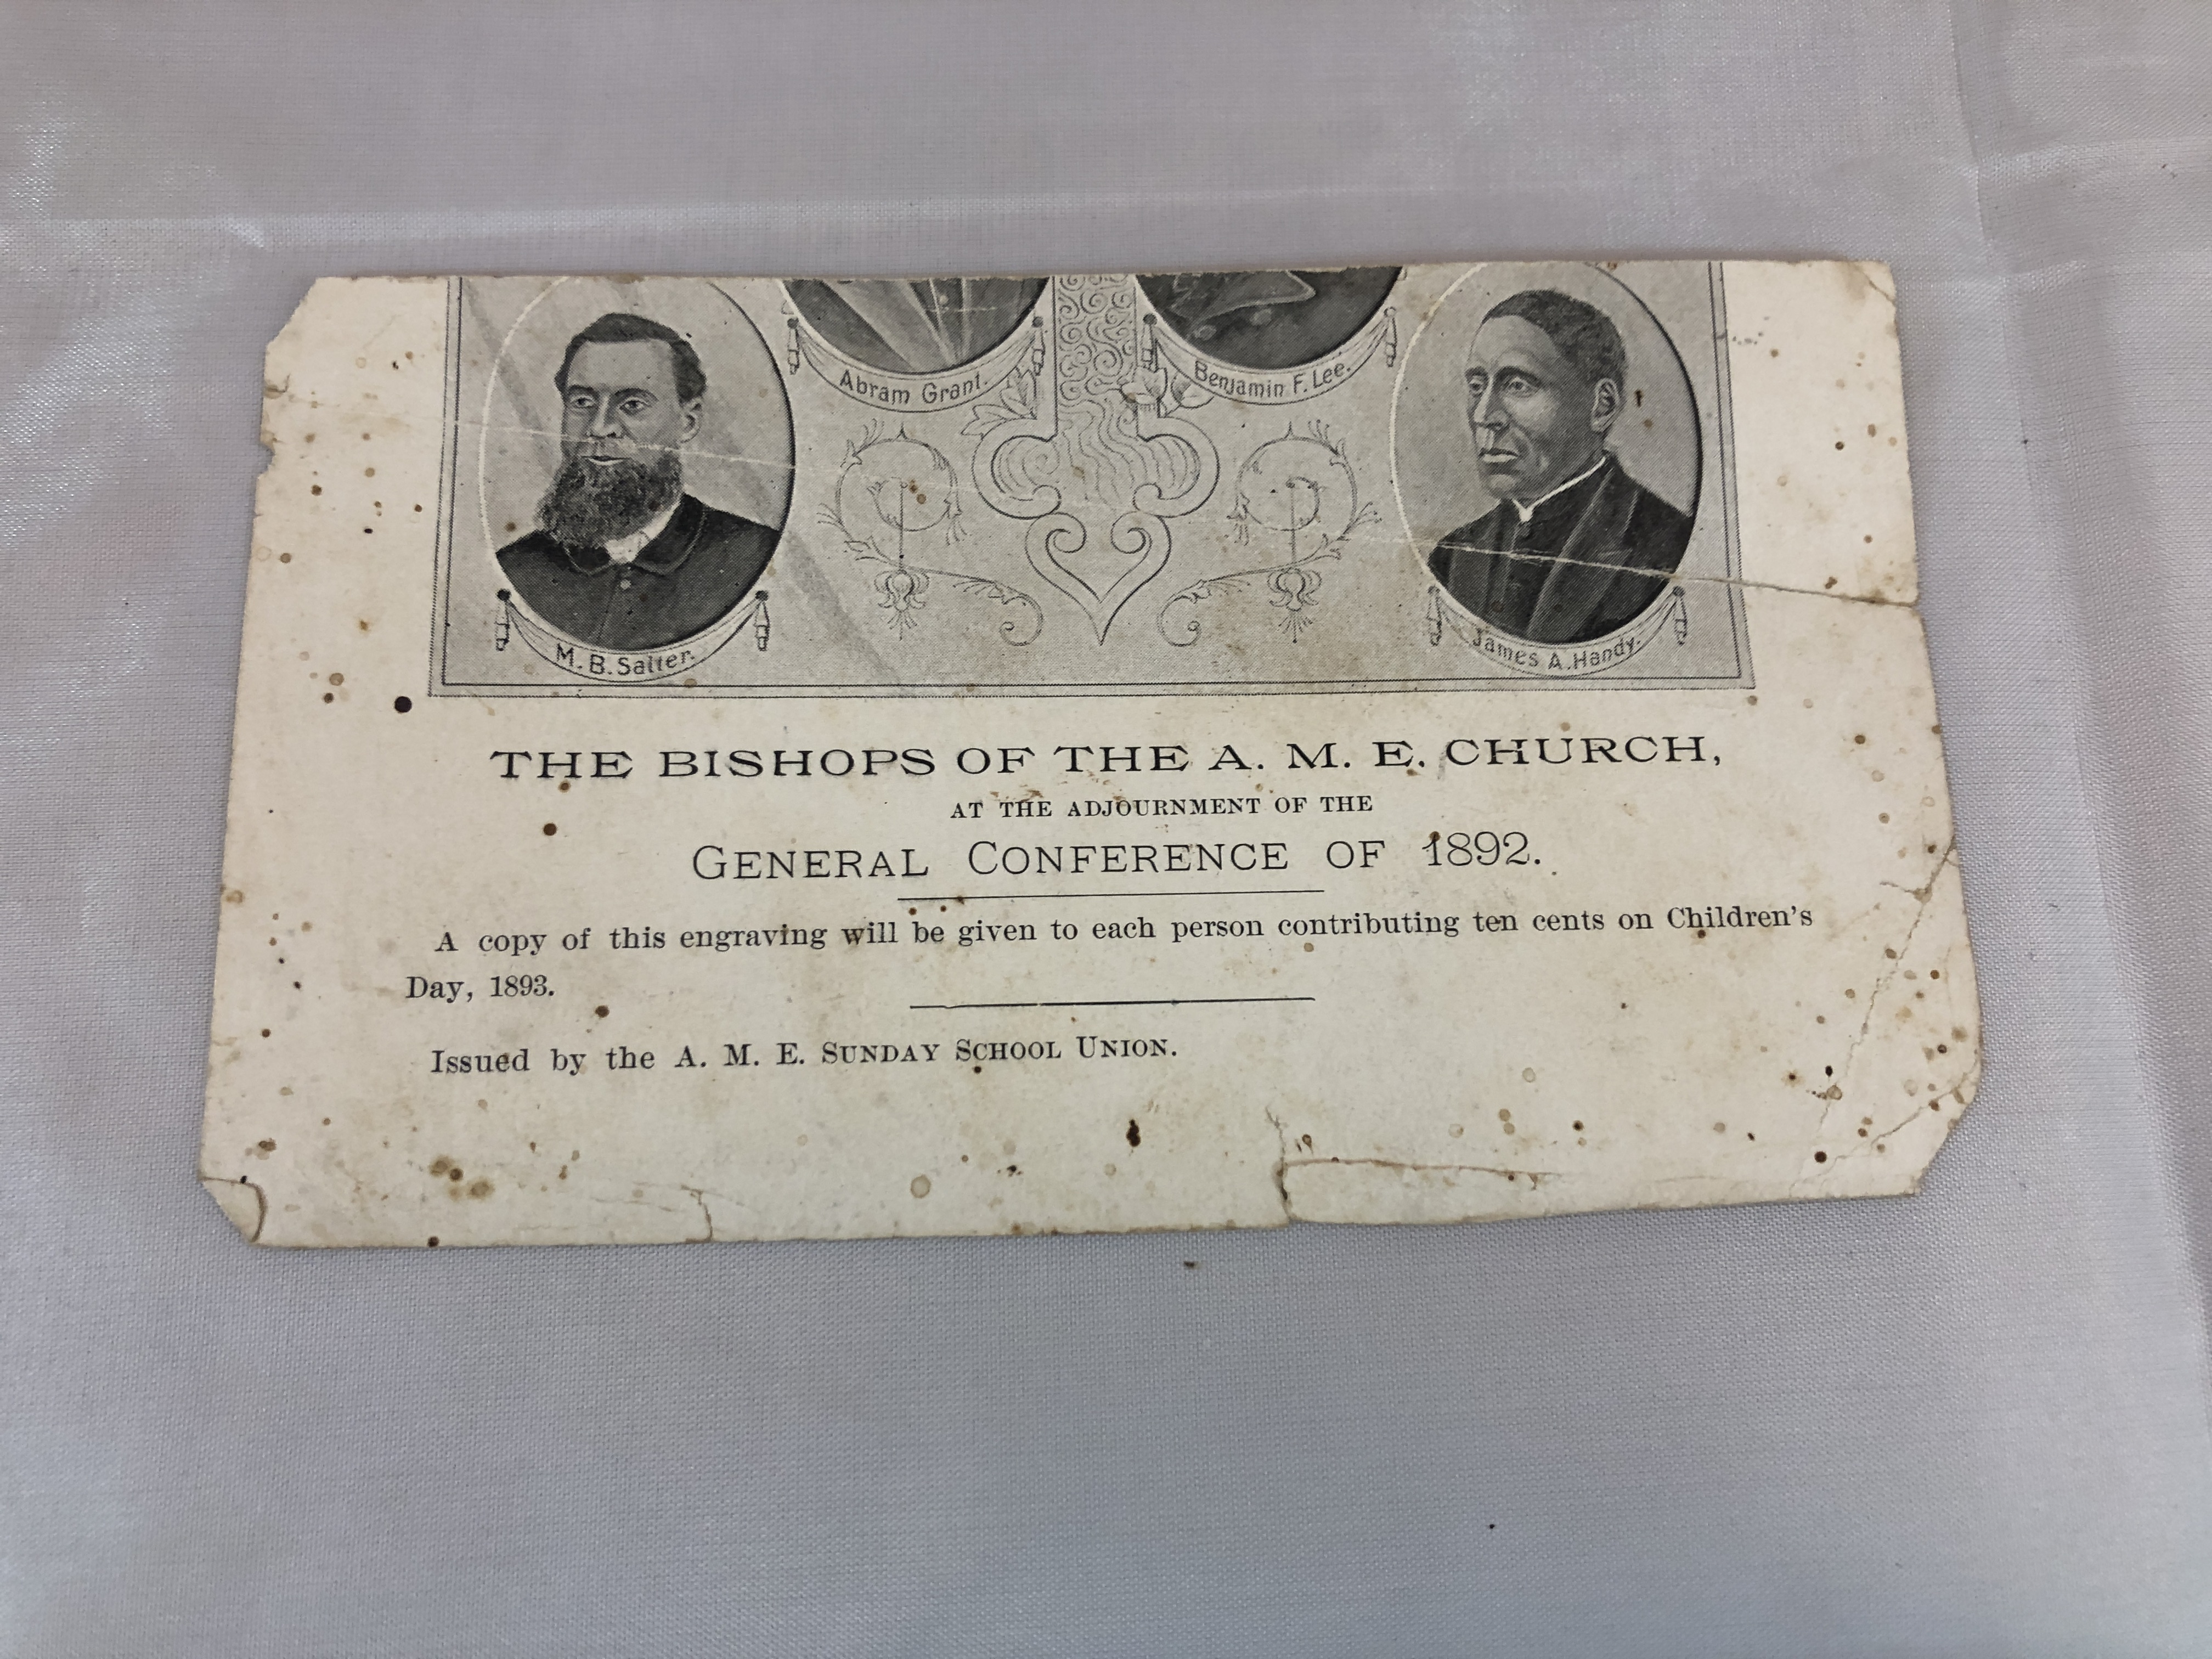 M. B. Salter.
Abram Grant.
Benjamin F. Lee.
James A. Handy.
THE BISHOPS OF THE A. M. E. CHURCH,
AT THE ADJOURNMENT OF THE
GENERAL CONFERENCE OF 1892.
A copy of this engraving will be given to each person contributing ten cents on Children's
Day, 1893.
Issued by the A. M. E. SUNDAY SCHOOL UNION.